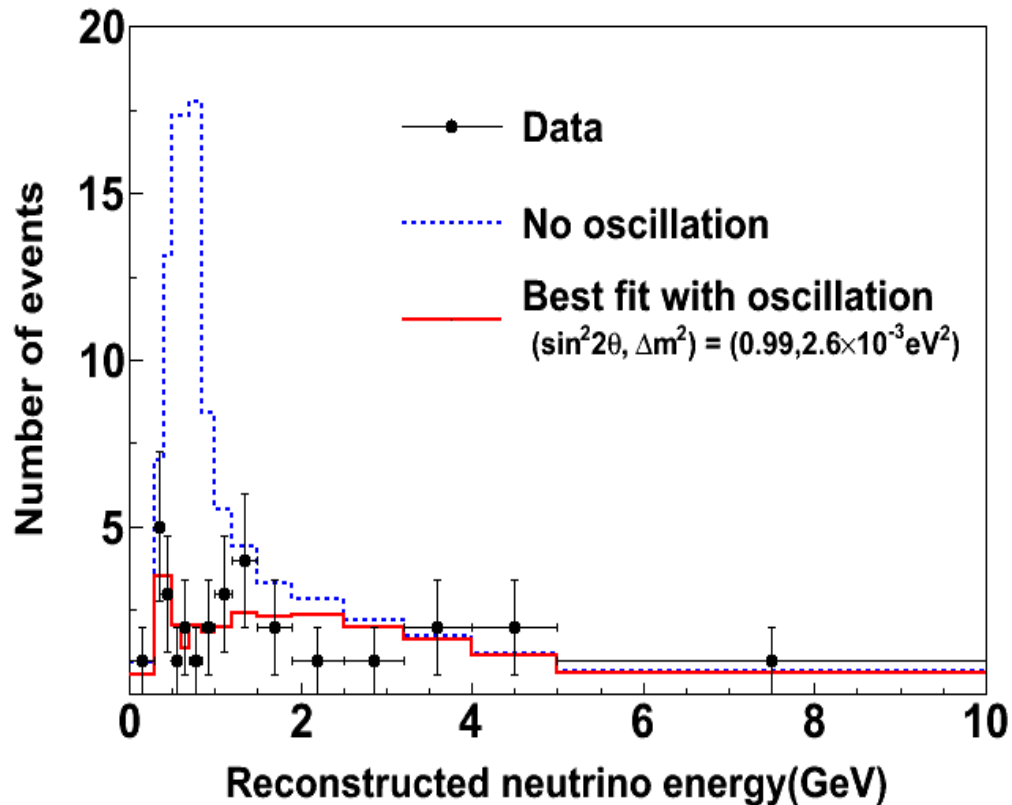 20
15
10
5
Number of events
Data
No oscillation
Best fit with oscillation
(sin²2θ, Δm²) = (0.99,2.6×10⁻³eV²)
0 2 4 6 8 10
Reconstructed neutrino energy(GeV)